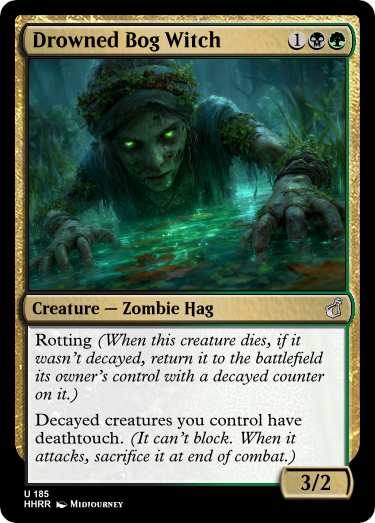 Drowned Bog Witch 1
Creature — Zombie Hag
Rotting (When this creature dies, if it
wasn't decayed, return it to the battlefield
its owner's control with a decayed counter
on it.)
Decayed creatures you control have
deathtouch. (It can't block. When it
attacks, sacrifice it at end of combat.)
3/2
U 185
HHRR Midjourney